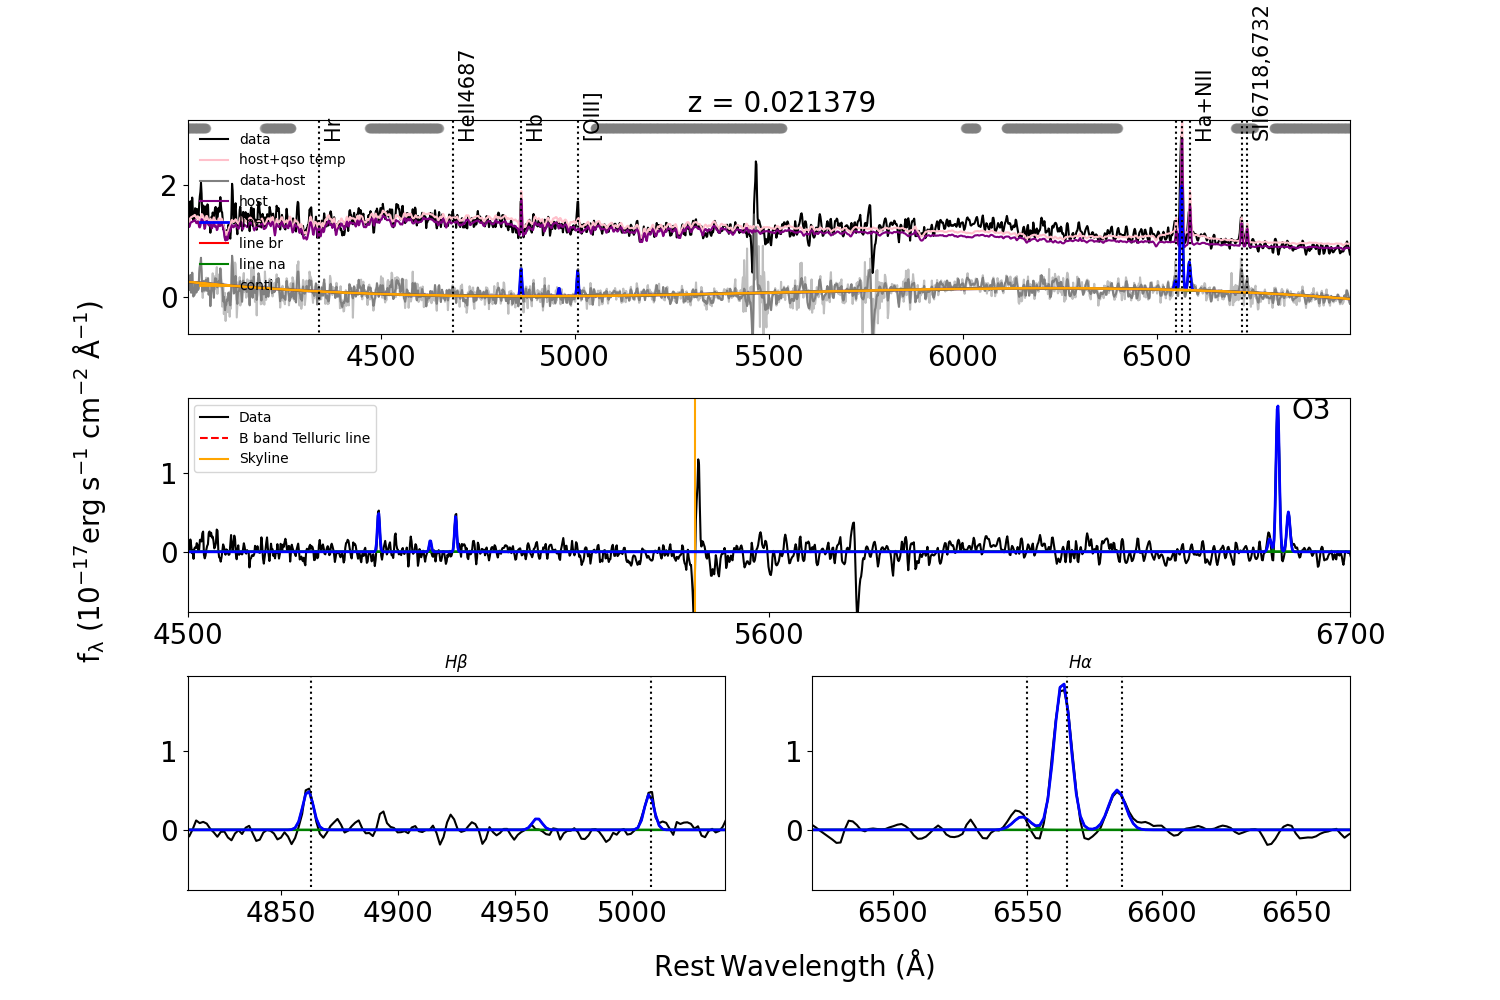 z = 0.021379
Hr
HeII4687
Hb
[OIII]
Ha+NII
SII6718,6732
data
host+qso temp
data-host
host
line br
line na
conti
2
0
4500 5000 5500 6000 6500
Data
B band Telluric line
Skyline
O3
1
0
4500 5600 6700
fλ (10⁻¹⁷erg s⁻¹ cm⁻² Å⁻¹)
Hβ
1
0
4850 4900 4950 5000
Hα
1
0
6500 6550 6600 6650
Rest Wavelength (Å)